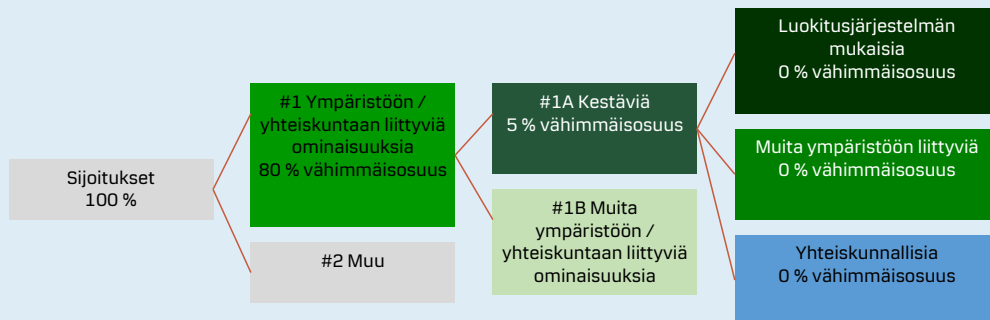 Sijoitukset
100 %
#1 Ympäristöön /
yhteiskuntaan liittyviä
ominaisuuksia
80 % vähimmäisosuus
#2 Muu
#1A Kestäviä
5 % vähimmäisosuus
#1B Muita
ympäristöön /
yhteiskuntaan liittyviä
ominaisuuksia
Luokitusjärjestelmän
mukaisia
0 % vähimmäisosuus
Muita ympäristöön liittyviä
0 % vähimmäisosuus
Yhteiskunnallisia
0 % vähimmäisosuus